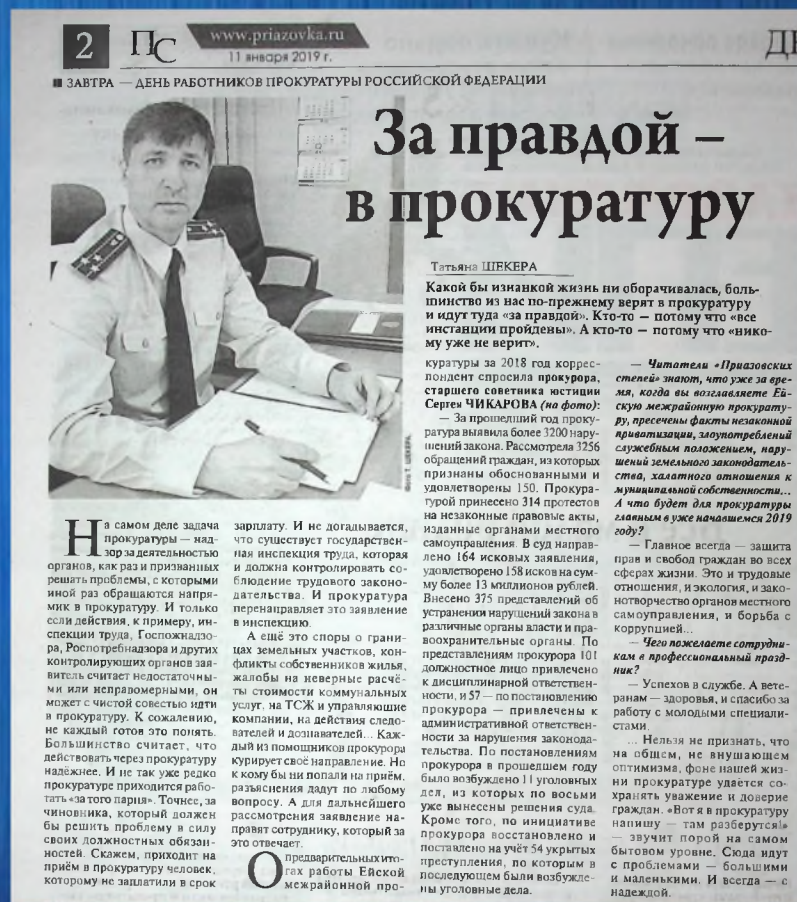 2
ПС
www.priazovka.ru
11 января 2019 г.
ЗАВТРА — ДЕНЬ РАБОТНИКОВ ПРОКУРАТУРЫ РОССИЙСКОЙ ФЕДЕРАЦИИ
За правдой –
в прокуратуру
Татьяна ШЕКЕРА
Какой бы изнанкой жизнь ни оборачивалась, боль-
шинство из нас по-прежнему верят в прокуратуру
и идут туда «за правдой». Кто-то — потому что «все
инстанции пройдены». А кто-то — потому что «нико-
му уже не верит».
Фото Т. ШЕКЕРА.
На самом деле задача
прокуратуры — над-
зор за деятельностью
органов, как раз и призванных
решать проблемы, с которыми
иной раз обращаются напря-
мик в прокуратуру. И только
если действия, к примеру, ин-
спекции труда, Госпожнадзо-
ра, Роспотребнадзора и других
контролирующих органов зая-
витель считает недостаточны-
ми или неправомерными, он
может с чистой совестью идти
в прокуратуру. К сожалению,
не каждый готов это понять.
Большинство считает, что
действовать через прокуратуру
надёжнее. И не так уже редко
прокуратуре приходится рабо-
тать «за того парня». Точнее, за
чиновника, который должен
бы решить проблему в силу
своих должностных обязан-
ностей. Скажем, приходит на
приём в прокуратуру человек,
которому не заплатили в срок
зарплату. И не догадывается,
что существует государствен-
ная инспекция труда, которая
и должна контролировать со-
блюдение трудового законо-
дательства. И прокуратура
перенаправляет это заявление
в инспекцию.
А ещё это споры о грани-
цах земельных участков, кон-
фликты собственников жилья,
жалобы на неверные расчё-
ты стоимости коммунальных
услуг, на ТСЖ и управляющие
компании, на действия следо-
вателей и дознавателей... Каж-
дый из помощников прокурора
курирует своё направление. Но
к кому бы ни попали на приём,
разъяснения дадут по любому
вопросу. А для дальнейшего
рассмотрения заявление на-
правят сотруднику, который за
это отвечает.
О предварительных ито-
гах работы Ейской
межрайонной про-
куратуры за 2018 год коррес-
пондент спросила прокурора,
старшего советника юстиции
Сергея ЧИКАРОВА (на фото):
— За прошедший год проку-
ратура выявила более 3200 нару-
шений закона. Рассмотрела 3256
обращений граждан, из которых
признаны обоснованными и
удовлетворены 150. Прокура-
турой принесено 314 протестов
на незаконные правовые акты,
изданные органами местного
самоуправления. В суд направ-
лено 164 исковых заявления,
удовлетворено 158 исков на сум-
му более 13 миллионов рублей.
Внесено 375 представлений об
устранении нарушений закона в
различные органы власти и пра-
воохранительные органы. По
представлениям прокурора 101
должностное лицо привлечено
к дисциплинарной ответствен-
ности, и 57 — по постановлению
прокурора — привлечены к
административной ответствен-
ности за нарушения законода-
тельства. По постановлениям
прокурора в прошедшем году
было возбуждено 11 уголовных
дел, из которых по восьми
уже вынесены решения суда.
Кроме того, по инициативе
прокурора восстановлено и
поставлено на учёт 54 укрытых
преступления, по которым в
последующем были возбужде-
ны уголовные дела.
— Читатели «Приазовских
степей» знают, что уже за вре-
мя, когда вы возглавляете Ей-
скую межрайонную прокурату-
ру, пресечены факты незаконной
приватизации, злоупотреблений
служебным положением, нару-
шений земельного законодатель-
ства, халатного отношения к
муниципальной собственности...
А что будет для прокуратуры
главным в уже начавшемся 2019
году?
— Главное всегда — защита
прав и свобод граждан во всех
сферах жизни. Это и трудовые
отношения, и экология, и зако-
нотворчество органов местного
самоуправления, и борьба с
коррупцией...
— Чего пожелаете сотрудни-
кам в профессиональный празд-
ник?
— Успехов в службе. А вете-
ранам — здоровья, и спасибо за
работу с молодыми специали-
стами.
... Нельзя не признать, что
на общем, не внушающем
оптимизма, фоне нашей жиз-
ни прокуратуре удаётся со-
хранять уважение и доверие
граждан. «Вот я в прокуратуру
напишу — там разберутся!»
— звучит порой на самом
бытовом уровне. Сюда идут
с проблемами — большими
и маленькими. И всегда — с
надеждой.